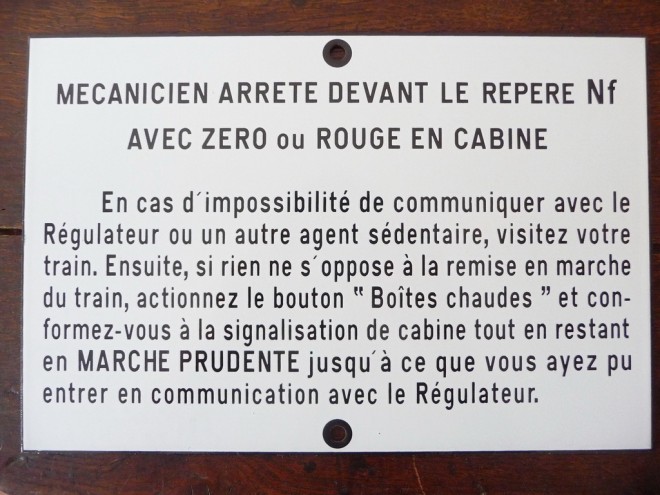 MECANICIEN ARRETE DEVANT LE REPERE Nf
AVEC ZERO ou ROUGE EN CABINE
En cas d´impossibilité de communiquer avec le
Régulateur ou un autre agent sédentaire, visitez votre
train. Ensuite, si rien ne s´oppose à la remise en marche
du train, actionnez le bouton “ Boîtes chaudes ” et con-
formez-vous à la signalisation de cabine tout en restant
en MARCHE PRUDENTE jusqu´à ce que vous ayez pu
entrer en communication avec le Régulateur.